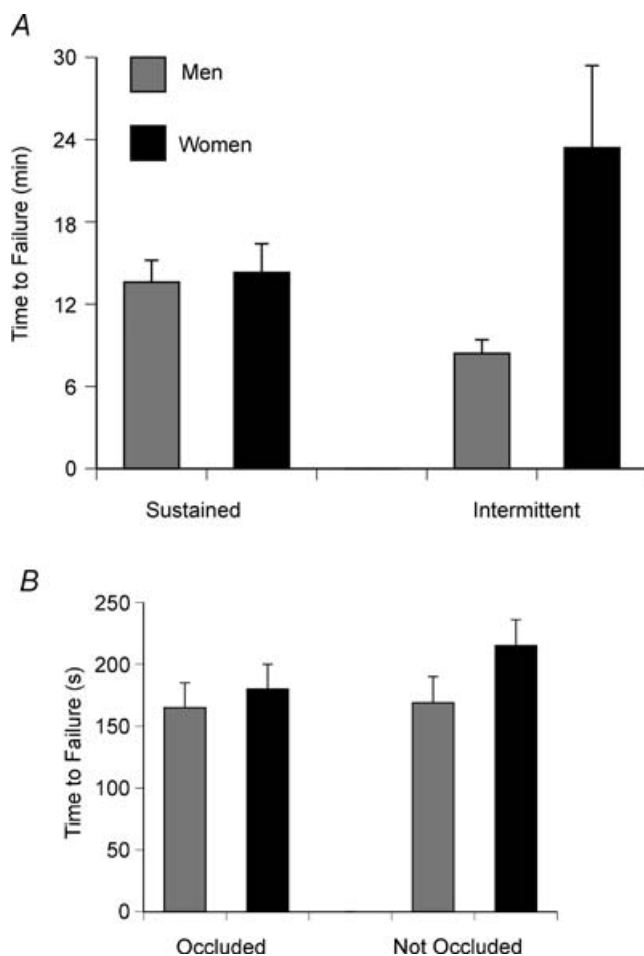 A
Time to Failure (min)
30
24
18
12
6
0
Men
Women
Sustained
Intermittent
B
Time to Failure (s)
250
200
150
100
50
0
Occluded
Not Occluded